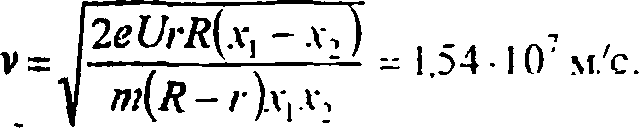 v = √(2eUrR(x₁ − x₂) / m(R − r)x₁x₂) = 1,54 · 10⁷ м/с.